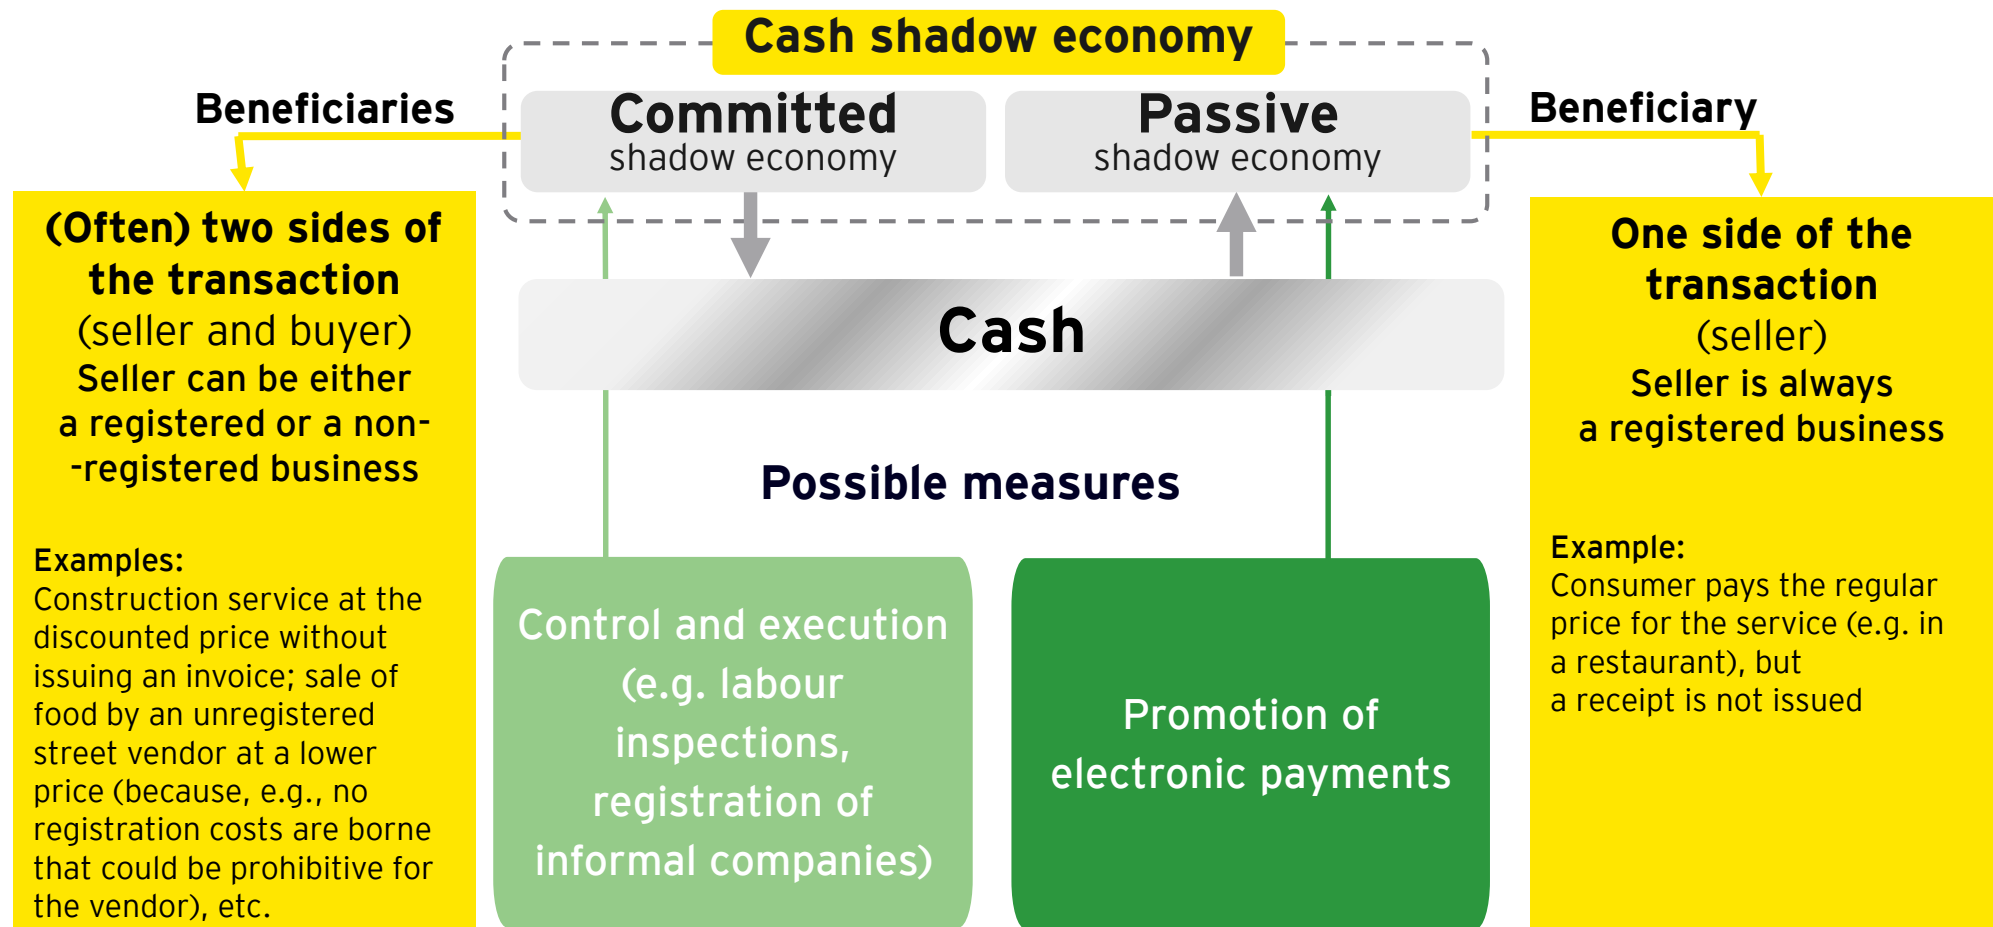 Cash shadow economy
Beneficiaries
Committed
shadow economy
Passive
shadow economy
Beneficiary
(Often) two sides of
the transaction
(seller and buyer)
Seller can be either
a registered or a non-
-registered business
Examples:
Construction service at the
discounted price without
issuing an invoice; sale of
food by an unregistered
street vendor at a lower
price (because, e.g., no
registration costs are borne
that could be prohibitive for
the vendor), etc.
Cash
Possible measures
Control and execution
(e.g. labour
inspections,
registration of
informal companies)
Promotion of
electronic payments
One side of the
transaction
(seller)
Seller is always
a registered business
Example:
Consumer pays the regular
price for the service (e.g. in
a restaurant), but
a receipt is not issued